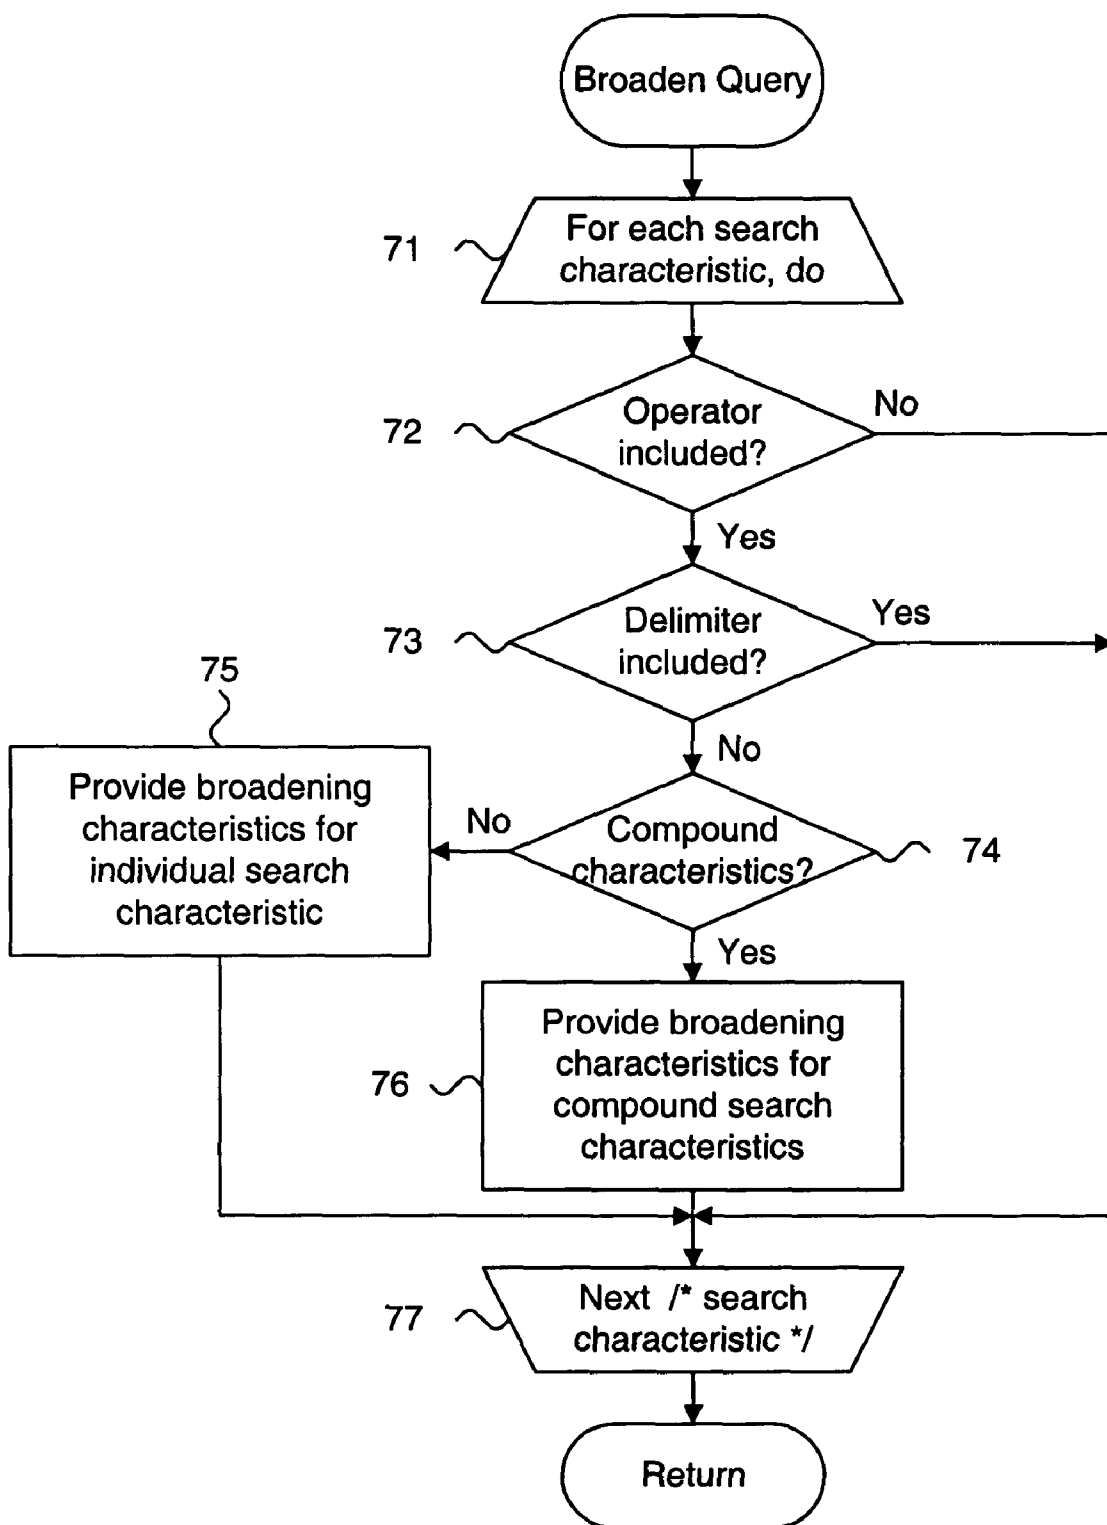 Broaden Query
71
For each search
characteristic, do
72
Operator
included?
No
Yes
73
Delimiter
included?
Yes
No
75
Provide broadening
characteristics for
individual search
characteristic
No
Compound
characteristics?
74
Yes
76
Provide broadening
characteristics for
compound search
characteristics
77
Next /* search
characteristic */
Return